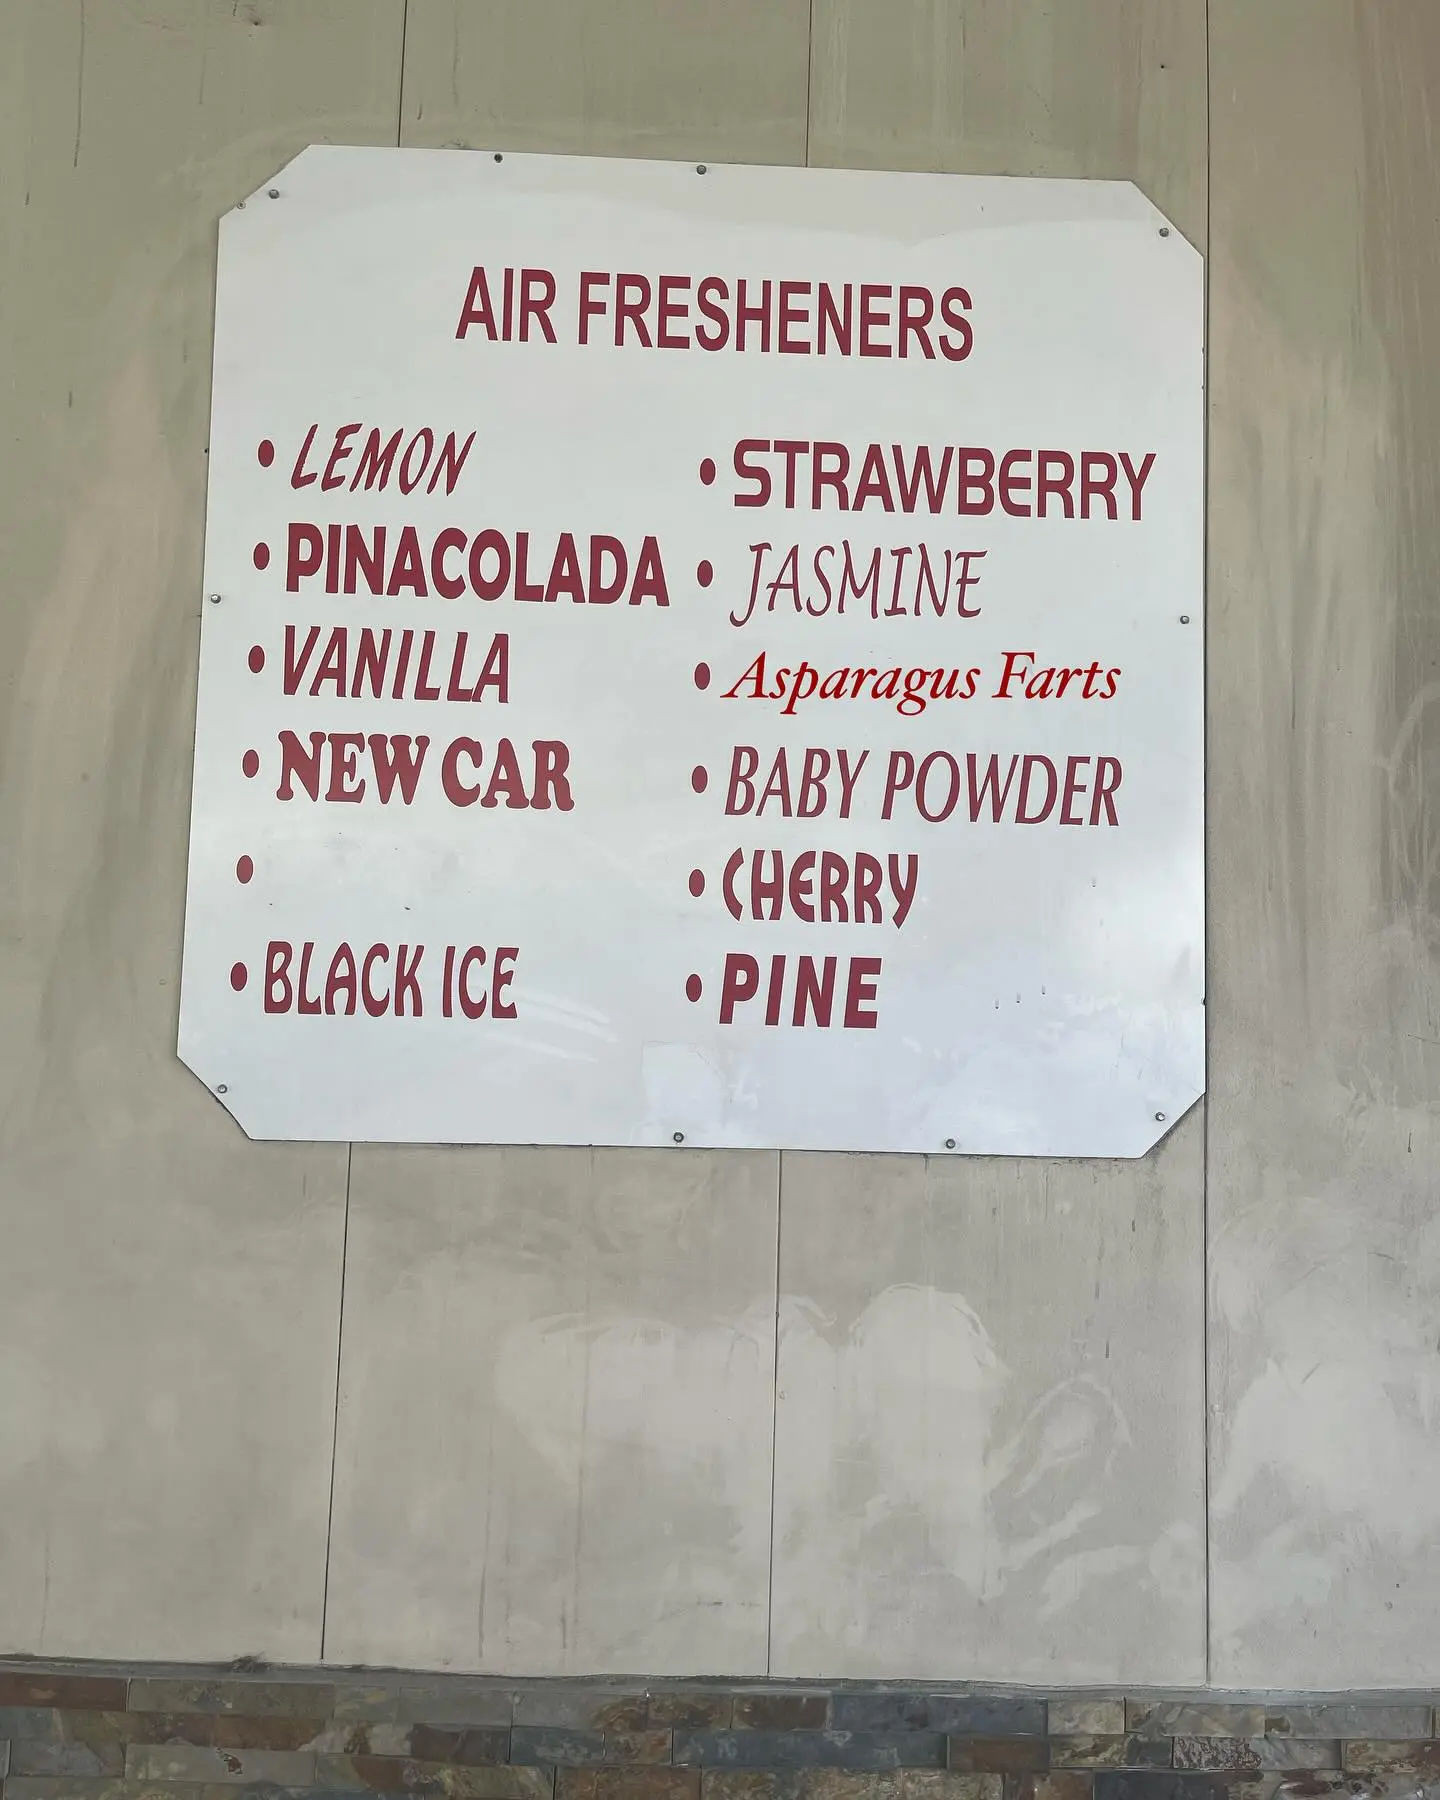 AIR FRESHENERS
• LEMON
• PINACOLADA
• VANILLA
• NEW CAR
•
• BLACK ICE
• STRAWBERRY
• JASMINE
• Asparagus Farts
• BABY POWDER
• CHERRY
• PINE